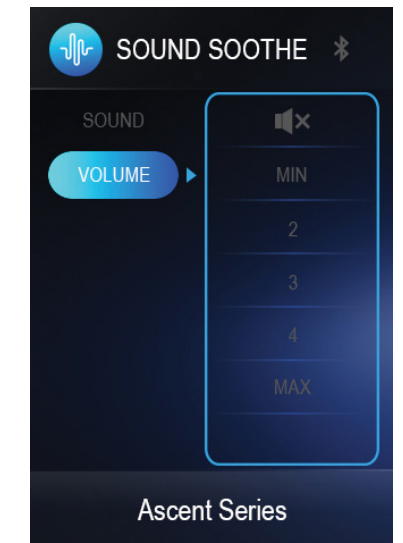 SOUND SOOTHE
SOUND
VOLUME
MIN
2
3
4
MAX
Ascent Series